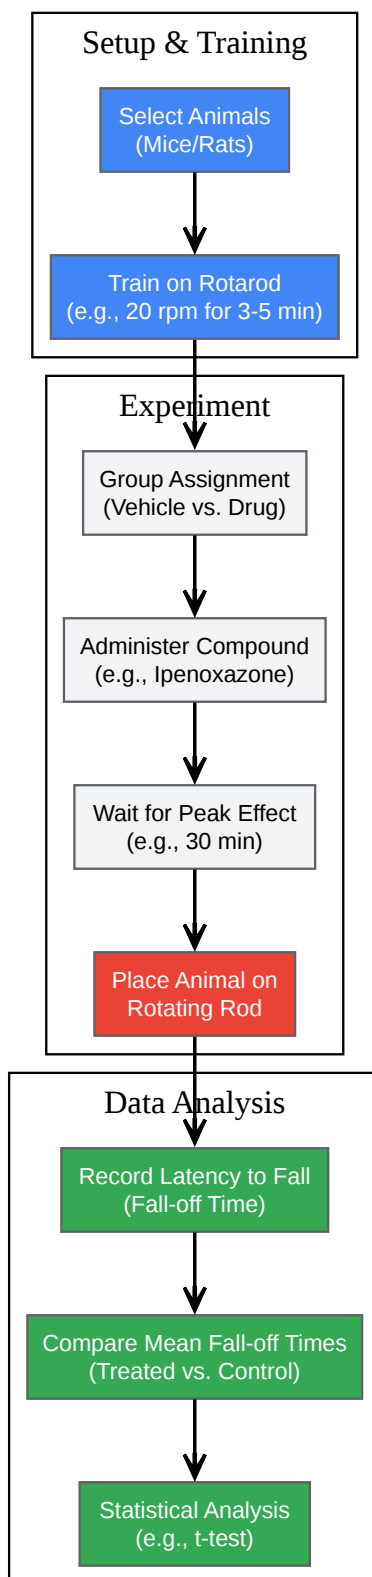 Setup & Training
Select Animals
(Mice/Rats)
Train on Rotarod
(e.g., 20 rpm for 3-5 min)
Experiment
Group Assignment
(Vehicle vs. Drug)
Administer Compound
(e.g., Ipenoxazone)
Wait for Peak Effect
(e.g., 30 min)
Place Animal on
Rotating Rod
Data Analysis
Record Latency to Fall
(Fall-off Time)
Compare Mean Fall-off Times
(Treated vs. Control)
Statistical Analysis
(e.g., t-test)